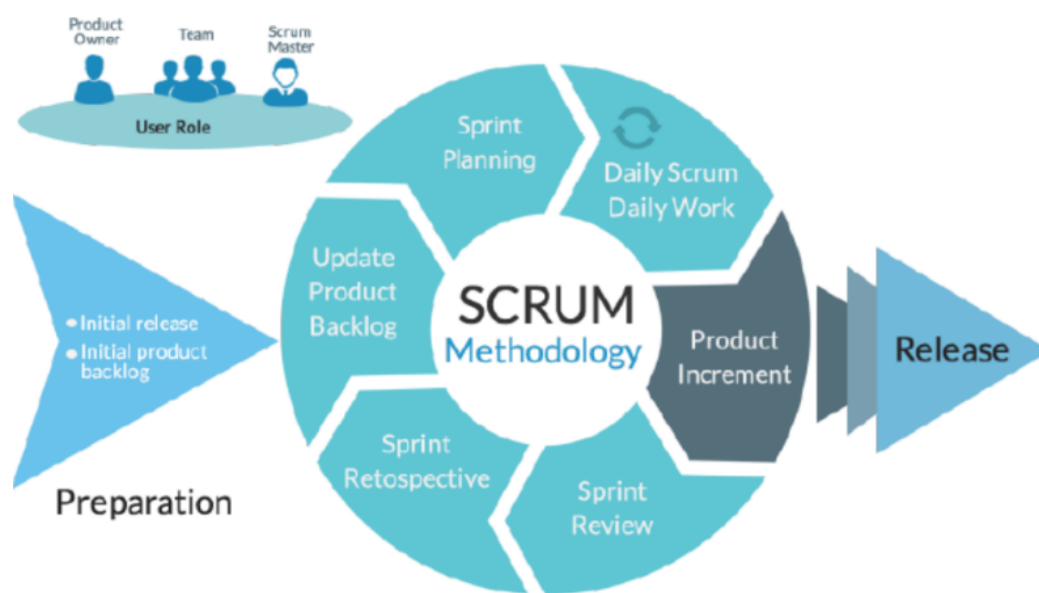 Product
Owner
Team
Scrum
Master
User Role
Sprint
Planning
Daily Scrum
Daily Work
Update
Product
Backlog
SCRUM
Methodology
Product
Increment
Release
Initial release
Initial product
backlog
Preparation
Sprint
Retospective
Sprint
Review